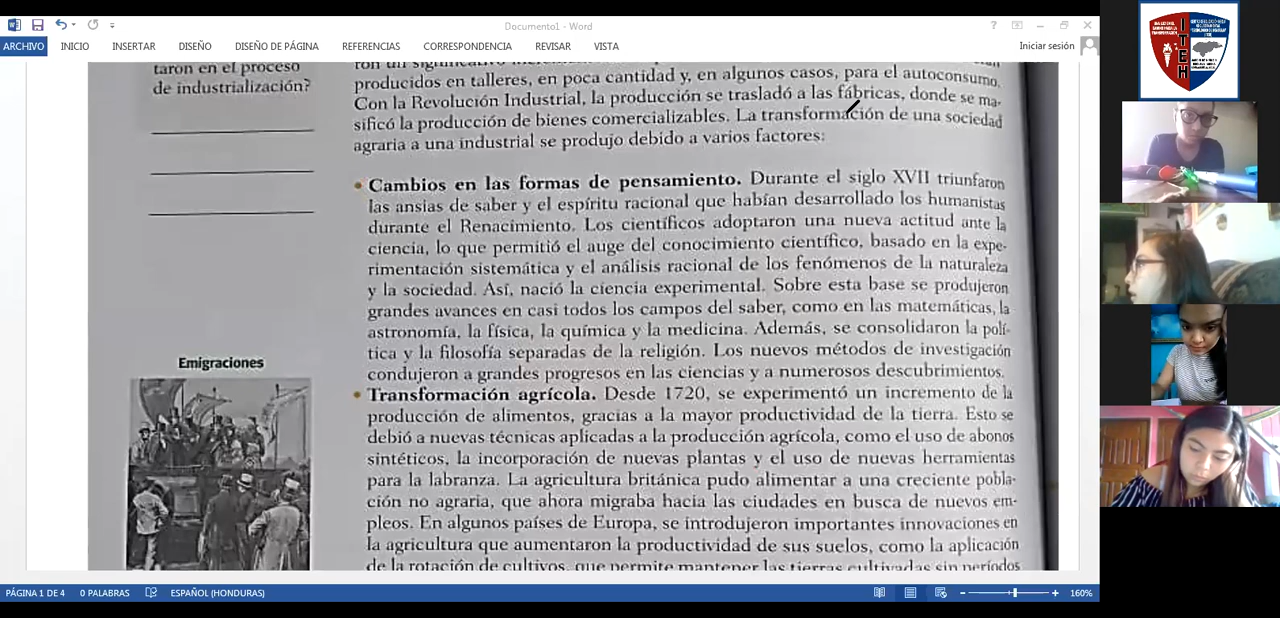 Documento1 - Word
?
ARCHIVO INICIO INSERTAR DISEÑO DISEÑO DE PÁGINA REFERENCIAS CORRESPONDENCIA REVISAR VISTA
Iniciar sesión
taron en el proceso
de industrialización?
producidos en talleres, en poca cantidad y, en algunos casos, para el autoconsumo.
Con la Revolución Industrial, la producción se trasladó a las fábricas, donde se ma-
sificó la producción de bienes comercializables. La transformación de una sociedad
agraria a una industrial se produjo debido a varios factores:
• Cambios en las formas de pensamiento. Durante el siglo XVII triunfaron
las ansias de saber y el espíritu racional que habían desarrollado los humanistas
durante el Renacimiento. Los científicos adoptaron una nueva actitud ante la
ciencia, lo que permitió el auge del conocimiento científico, basado en la expe-
rimentación sistemática y el análisis racional de los fenómenos de la naturaleza
y la sociedad. Así, nació la ciencia experimental. Sobre esta base se produjeron
grandes avances en casi todos los campos del saber, como en las matemáticas, la
astronomía, la física, la química y la medicina. Además, se consolidaron la polí-
tica y la filosofía separadas de la religión. Los nuevos métodos de investigación
condujeron a grandes progresos en las ciencias y a numerosos descubrimientos.
• Transformación agrícola. Desde 1720, se experimentó un incremento de la
producción de alimentos, gracias a la mayor productividad de la tierra. Esto se
debió a nuevas técnicas aplicadas a la producción agrícola, como el uso de abonos
sintéticos, la incorporación de nuevas plantas y el uso de nuevas herramientas
para la labranza. La agricultura británica pudo alimentar a una creciente pobla-
ción no agraria, que ahora migraba hacia las ciudades en busca de nuevos em-
pleos. En algunos países de Europa, se introdujeron importantes innovaciones en
la agricultura que aumentaron la productividad de sus suelos, como la aplicación
de la rotación de cultivos, que permite mantener las tierras cultivadas sin períodos
Emigraciones
PÁGINA 1 DE 4 0 PALABRAS ESPAÑOL (HONDURAS)
160%
ITEH